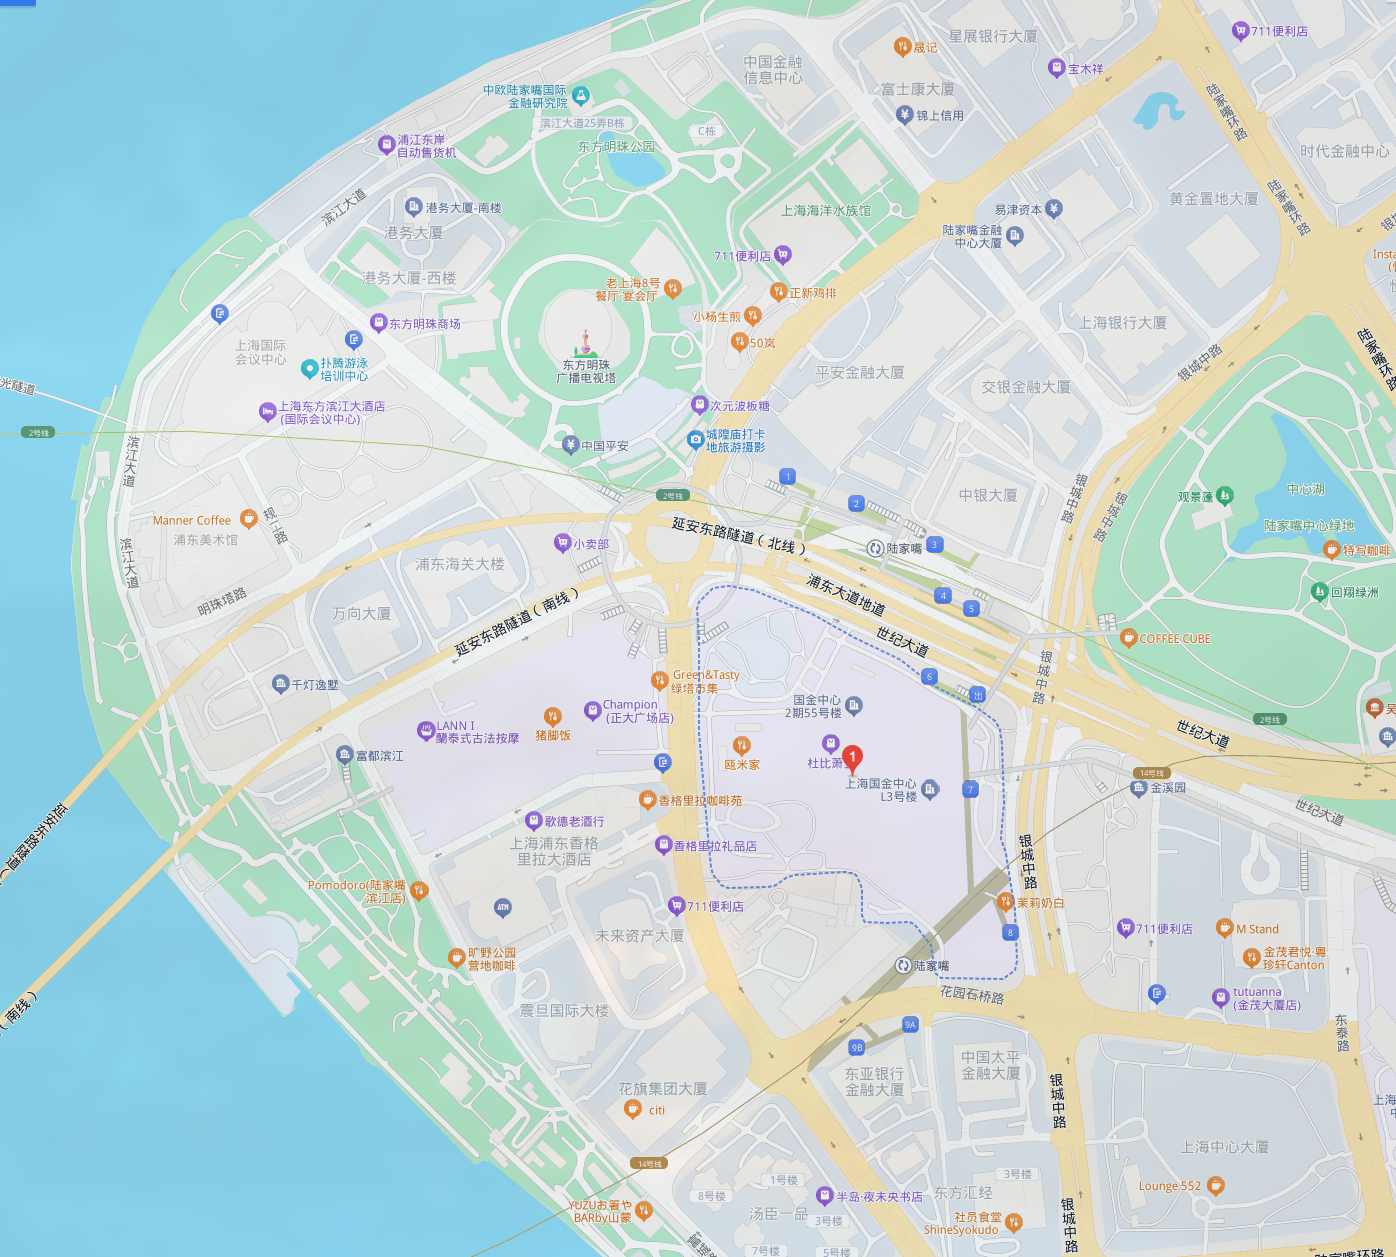 711便利店
星展银行大厦
晟记
宝木祥
中国金融
信息中心
富士康大厦
锦上信用
陆家嘴环路
时代金融中心
中欧陆家嘴国际
金融研究院
滨江大道25弄B栋
C栋
东方明珠公园
浦江东岸
自动售货机
滨江大道
港务大厦-南楼
港务大厦
港务大厦-西楼
上海海洋水族馆
易津资本
陆家嘴金融
中心大厦
黄金置地大厦
陆家嘴环路
711便利店
老上海8号
餐厅·宴会厅
正新鸡排
小杨生煎
50岚
东方明珠商场
上海国际
会议中心
扑腾游泳
培训中心
上海东方滨江大酒店
(国际会议中心)
东方明珠
广播电视塔
平安金融大厦
上海银行大厦
交银金融大厦
银城中路
陆家嘴环路
光隧道
2号线
滨江大道
次元波板糖
城隍庙打卡
地旅游摄影
中国平安
1
2
3
4
5
中银大厦
银城中路
银城中路
观景蓬
中心湖
陆家嘴中心绿地
特写咖啡
回翔绿洲
COFFEE CUBE
2号线
延安东路隧道（北线）
陆家嘴
浦东大道地道
世纪大道
Manner Coffee
浦东美术馆
规二路
滨江大道
明珠塔路
小卖部
浦东海关大楼
万向大厦
延安东路隧道（南线）
千灯逸墅
富都滨江
Green&Tasty
绿塔市集
Champion
(正大广场店)
LANN I
蘭泰式古法按摩
猪脚饭
国金中心
2期55号楼
6
出
7
8
瓯米家
杜比萧
1
上海国金中心
L3号楼
银城中路
世纪大道
2号线
14号线
金溪园
世纪大道
吴
香格里拉咖啡苑
歌德老酒行
上海浦东香格
里拉大酒店
香格里拉礼品店
延安东路隧道（
Pomodoro(陆家嘴
滨江店)
ATM
711便利店
未来资产大厦
旷野公园
营地咖啡
震旦国际大楼
（南线）
银城中路
茉莉奶白
陆家嘴
花园石桥路
9A
9B
711便利店
M Stand
金茂君悦·粤
珍轩Canton
tutuanna
(金茂大厦店)
东泰路
中国太平
金融大厦
东亚银行
金融大厦
花旗集团大厦
citi
银城中路
上海中心大厦
Lounge 552
14号线
1号楼
8号楼
3号楼
半岛·夜未央书店
东方汇经
汤臣一品
3号楼
7号楼
5号楼
YUZUお箸や
BARby山蒙
社员食堂
ShineSyokudo
银城中路
陆家嘴环路